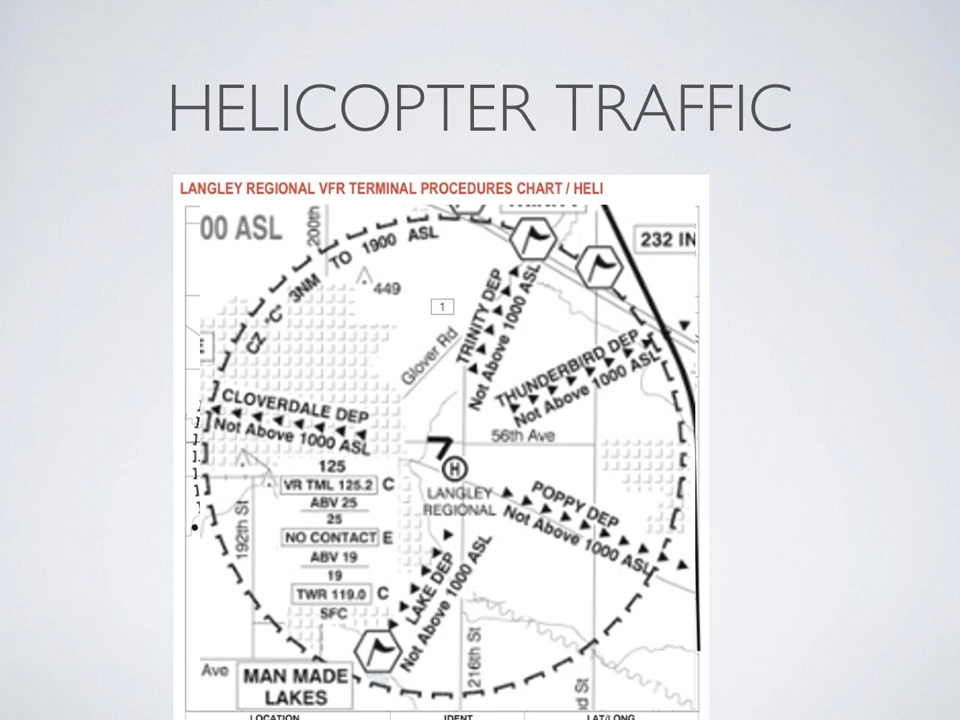 HELICOPTER TRAFFIC
LANGLEY REGIONAL VFR TERMINAL PROCEDURES CHART / HELI
00 ASL
200th
CZ "C" 3NM TO 1900 ASL
232 IN
449
1
TRINITY DEP
Not Above 1000 ASL
Glover Rd
THUNDERBIRD DEP
Not Above 1000 ASL
CLOVERDALE DEP
Not Above 1000 ASL
56th Ave
H
LANGLEY
REGIONAL
125
VR TML 125.2 C
ABV 25
25
NO CONTACT E
ABV 19
19
TWR 119.0 C
SFC
POPPY DEP
Not Above 1000 ASL
192th St
LAKE DEP
Not Above 1000 ASL
216th St
Ave
MAN MADE
LAKES
d St
LOCATION IDENT LAT/LONG